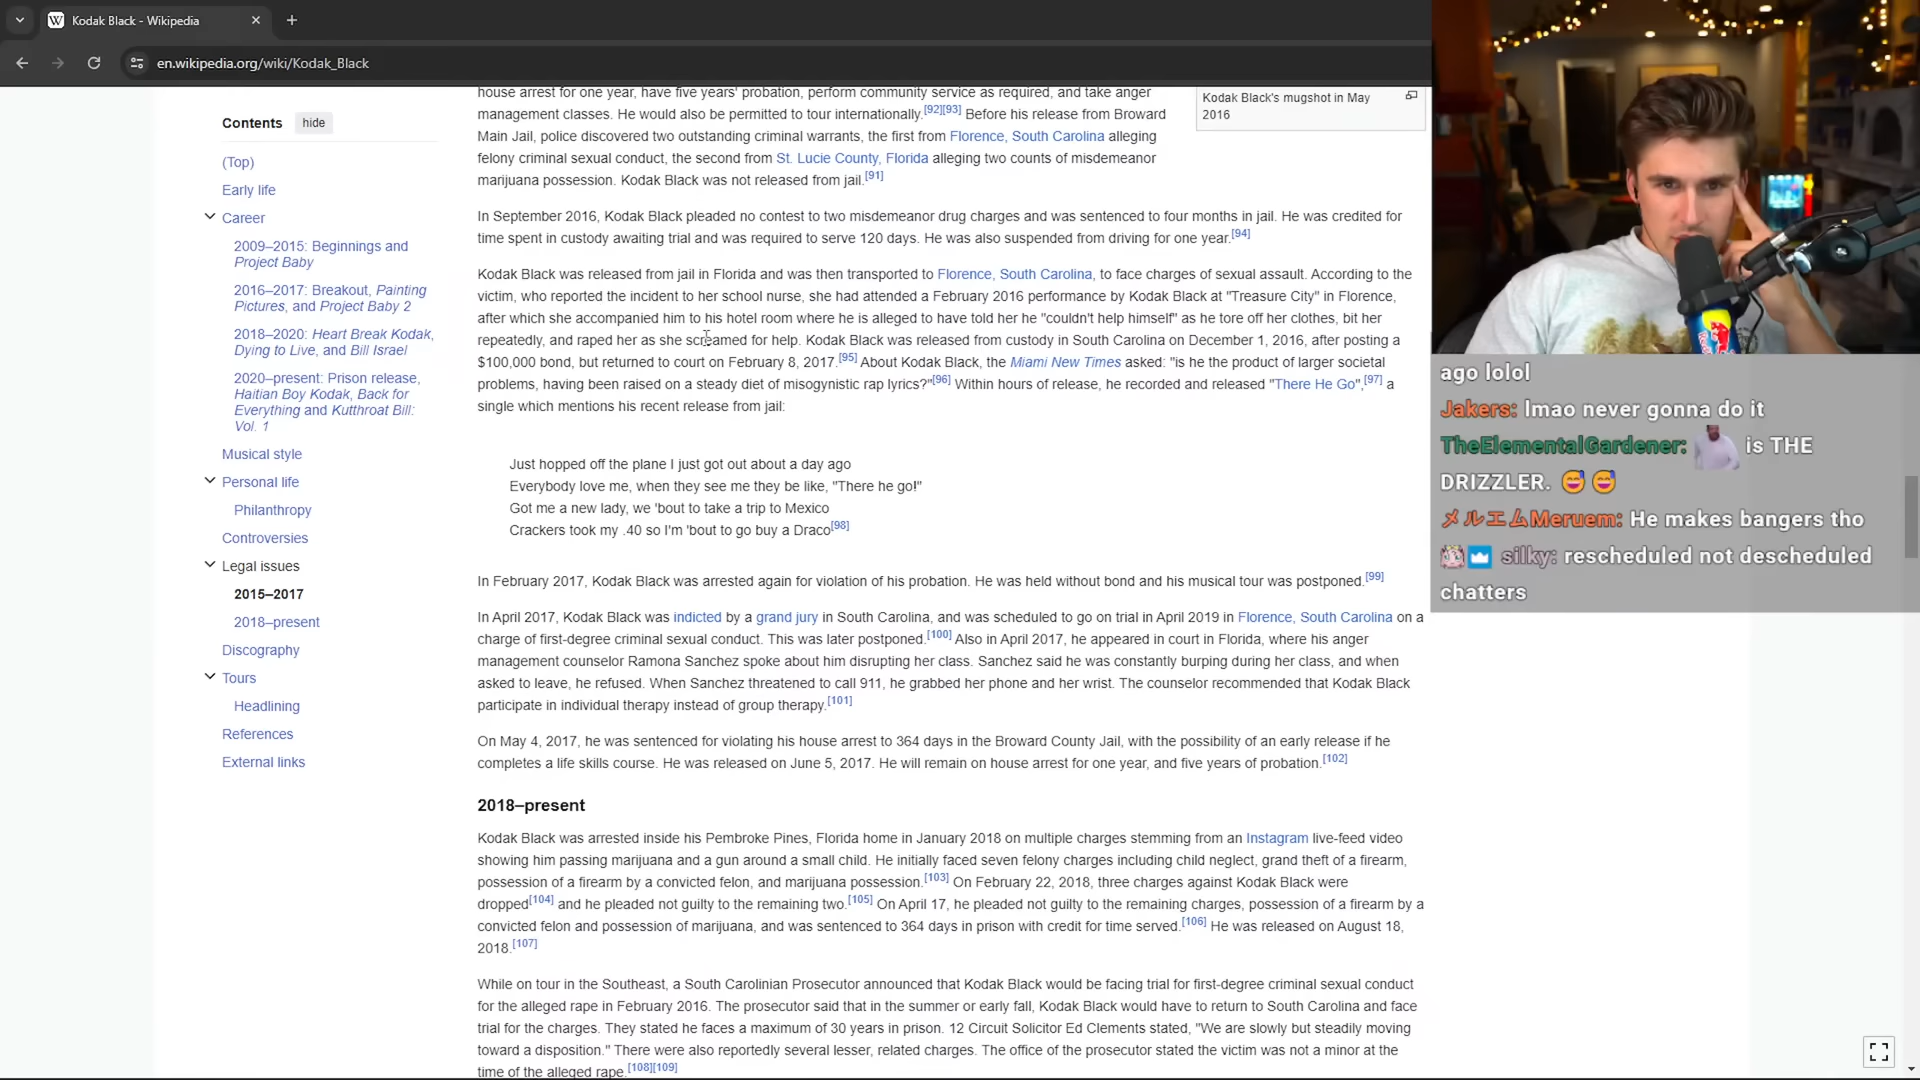 Kodak Black - Wikipedia
en.wikipedia.org/wiki/Kodak_Black
Contents hide
(Top)
Early life
Career
2009–2015: Beginnings and
Project Baby
2016–2017: Breakout, Painting
Pictures, and Project Baby 2
2018–2020: Heart Break Kodak,
Dying to Live, and Bill Israel
2020–present: Prison release,
Haitian Boy Kodak, Back for
Everything and Kutthroat Bill:
Vol. 1
Musical style
Personal life
Philanthropy
Controversies
Legal issues
2015–2017
2018–present
Discography
Tours
Headlining
References
External links
house arrest for one year, have five years' probation, perform community service as required, and take anger
management classes. He would also be permitted to tour internationally.[92][93] Before his release from Broward
Main Jail, police discovered two outstanding criminal warrants, the first from Florence, South Carolina alleging
felony criminal sexual conduct, the second from St. Lucie County, Florida alleging two counts of misdemeanor
marijuana possession. Kodak Black was not released from jail.[91]
Kodak Black's mugshot in May
2016
In September 2016, Kodak Black pleaded no contest to two misdemeanor drug charges and was sentenced to four months in jail. He was credited for
time spent in custody awaiting trial and was required to serve 120 days. He was also suspended from driving for one year.[94]
Kodak Black was released from jail in Florida and was then transported to Florence, South Carolina, to face charges of sexual assault. According to the
victim, who reported the incident to her school nurse, she had attended a February 2016 performance by Kodak Black at "Treasure City" in Florence,
after which she accompanied him to his hotel room where he is alleged to have told her he "couldn't help himself" as he tore off her clothes, bit her
repeatedly, and raped her as she screamed for help. Kodak Black was released from custody in South Carolina on December 1, 2016, after posting a
$100,000 bond, but returned to court on February 8, 2017.[95] About Kodak Black, the Miami New Times asked: "is he the product of larger societal
problems, having been raised on a steady diet of misogynistic rap lyrics?"[96] Within hours of release, he recorded and released "There He Go",[97] a
single which mentions his recent release from jail:
Just hopped off the plane I just got out about a day ago
Everybody love me, when they see me they be like, "There he go!"
Got me a new lady, we 'bout to take a trip to Mexico
Crackers took my .40 so I'm 'bout to go buy a Draco[98]
In February 2017, Kodak Black was arrested again for violation of his probation. He was held without bond and his musical tour was postponed.[99]
In April 2017, Kodak Black was indicted by a grand jury in South Carolina, and was scheduled to go on trial in April 2019 in Florence, South Carolina on a
charge of first-degree criminal sexual conduct. This was later postponed.[100] Also in April 2017, he appeared in court in Florida, where his anger
management counselor Ramona Sanchez spoke about him disrupting her class. Sanchez said he was constantly burping during her class, and when
asked to leave, he refused. When Sanchez threatened to call 911, he grabbed her phone and her wrist. The counselor recommended that Kodak Black
participate in individual therapy instead of group therapy.[101]
On May 4, 2017, he was sentenced for violating his house arrest to 364 days in the Broward County Jail, with the possibility of an early release if he
completes a life skills course. He was released on June 5, 2017. He will remain on house arrest for one year, and five years of probation.[102]
2018–present
Kodak Black was arrested inside his Pembroke Pines, Florida home in January 2018 on multiple charges stemming from an Instagram live-feed video
showing him passing marijuana and a gun around a small child. He initially faced seven felony charges including child neglect, grand theft of a firearm,
possession of a firearm by a convicted felon, and marijuana possession.[103] On February 22, 2018, three charges against Kodak Black were
dropped[104] and he pleaded not guilty to the remaining two.[105] On April 17, he pleaded not guilty to the remaining charges, possession of a firearm by a
convicted felon and possession of marijuana, and was sentenced to 364 days in prison with credit for time served.[106] He was released on August 18,
2018.[107]
While on tour in the Southeast, a South Carolinian Prosecutor announced that Kodak Black would be facing trial for first-degree criminal sexual conduct
for the alleged rape in February 2016. The prosecutor said that in the summer or early fall, Kodak Black would have to return to South Carolina and face
trial for the charges. They stated he faces a maximum of 30 years in prison. 12 Circuit Solicitor Ed Clements stated, "We are slowly but steadily moving
toward a disposition." There were also reportedly several lesser, related charges. The office of the prosecutor stated the victim was not a minor at the
time of the alleged rape.[108][109]
ago lolol
Jakers: lmao never gonna do it
TheElementalGardener: is THE
DRIZZLER. 😅 😅
メルエムMeruem: He makes bangers tho
silky: rescheduled not descheduled
chatters